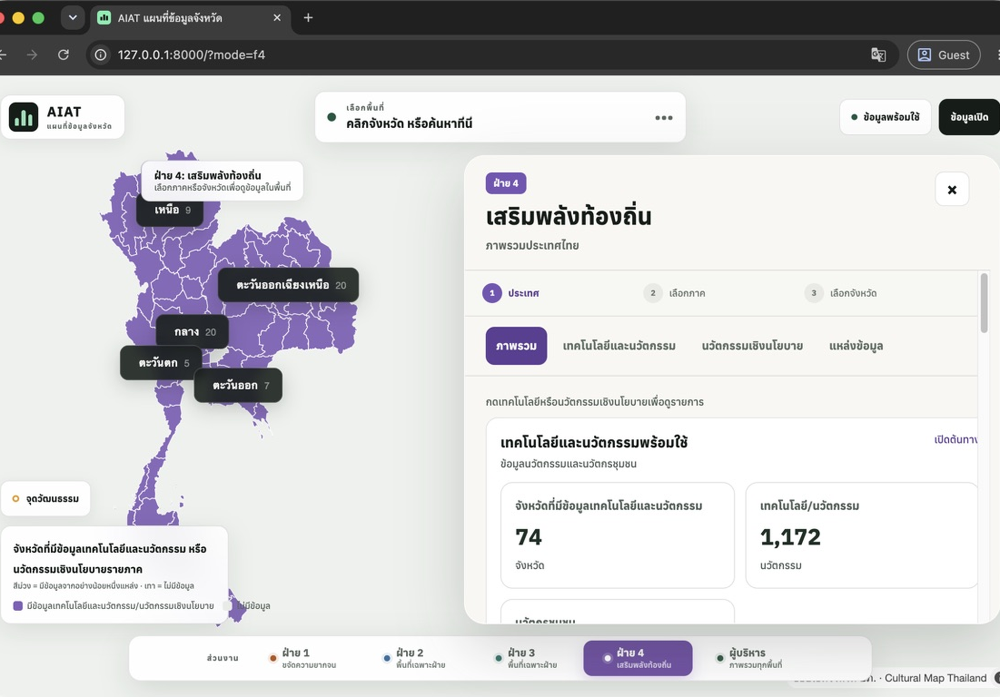 AIAT แผนที่ข้อมูลจังหวัด
127.0.0.1:8000/?mode=f4
Guest
AIAT
แผนที่ข้อมูลจังหวัด
เลือกพื้นที่
คลิกจังหวัด หรือค้นหาที่นี่
ข้อมูลพร้อมใช้
ข้อมูลเปิด
ฝ่าย 4: เสริมพลังท้องถิ่น
เลือกภาคหรือจังหวัดเพื่อดูข้อมูลในพื้นที่
เหนือ 9
ตะวันออกเฉียงเหนือ 20
กลาง 20
ตะวันตก 5
ตะวันออก 7
จุดวัฒนธรรม
จังหวัดที่มีข้อมูลเทคโนโลยีและนวัตกรรม หรือ
นวัตกรรมเชิงนโยบายรายภาค
สีม่วง = มีข้อมูลจากอย่างน้อยหนึ่งแหล่ง · เทา = ไม่มีข้อมูล
มีข้อมูลเทคโนโลยีและนวัตกรรม/นวัตกรรมเชิงนโยบาย
ไม่มีข้อมูล
ฝ่าย 4
เสริมพลังท้องถิ่น
ภาพรวมประเทศไทย
1 ประเทศ
2 เลือกภาค
3 เลือกจังหวัด
ภาพรวม
เทคโนโลยีและนวัตกรรม
นวัตกรรมเชิงนโยบาย
แหล่งข้อมูล
กดเทคโนโลยีหรือนวัตกรรมเชิงนโยบายเพื่อดูรายการ
เทคโนโลยีและนวัตกรรมพร้อมใช้
เปิดต้นทาง
ข้อมูลนวัตกรรมและนวัตกรชุมชน
จังหวัดที่มีข้อมูลเทคโนโลยีและนวัตกรรม
74
จังหวัด
เทคโนโลยี/นวัตกรรม
1,172
นวัตกรรม
นวัตกรชุมชน
ส่วนงาน
ฝ่าย 1
ขจัดความยากจน
ฝ่าย 2
พื้นที่เฉพาะฝ่าย
ฝ่าย 3
พื้นที่เฉพาะฝ่าย
ฝ่าย 4
เสริมพลังท้องถิ่น
ผู้บริหาร
ภาพรวมทุกพื้นที่
· Cultural Map Thailand